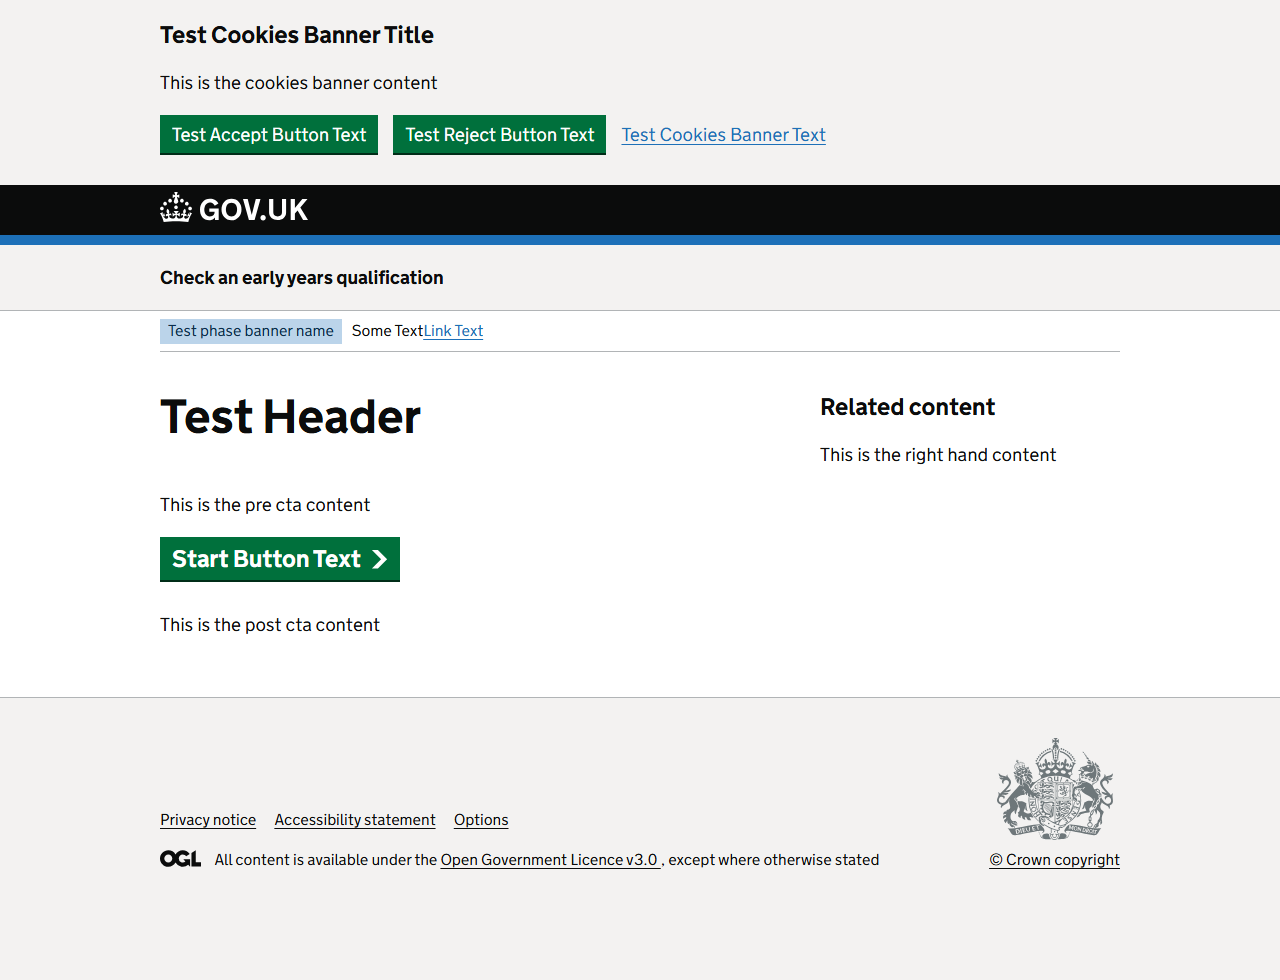 Test Cookies Banner Title
This is the cookies banner content
Test Accept Button Text Test Reject Button Text Test Cookies Banner Text
GOV.UK
Check an early years qualification
Test phase banner name Some TextLink Text
Test Header
This is the pre cta content
Start Button Text
This is the post cta content
Related content
This is the right hand content
Privacy notice Accessibility statement Options
OGL All content is available under the Open Government Licence v3.0 , except where otherwise stated
DIEU ET MON DROIT
© Crown copyright